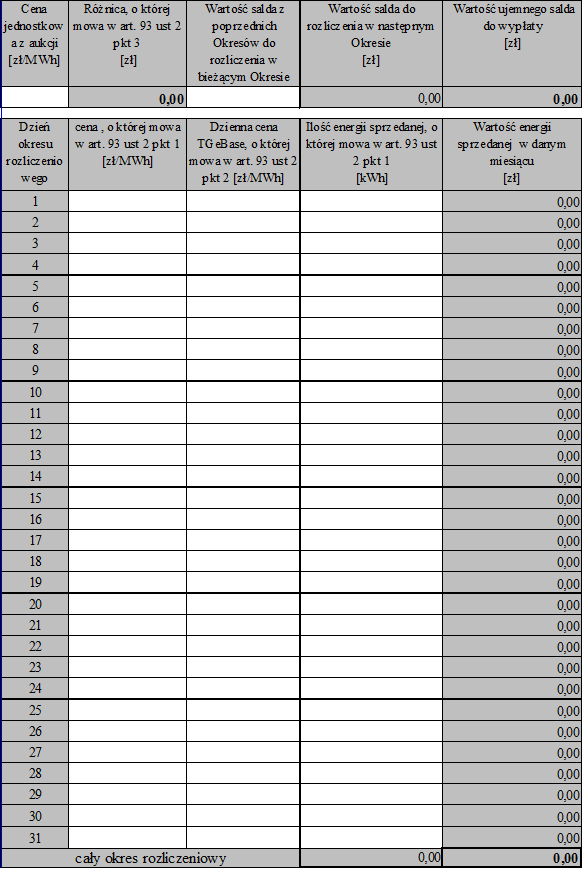 Cena
jednostkow
a z aukcji
[zł/MWh]
Różnica, o której
mowa w art. 93 ust 2
pkt 3
[zł]
Wartość salda z
poprzednich
Okresów do
rozliczenia w
bieżącym Okresie
Wartość salda do
rozliczenia w następnym
Okresie
[zł]
Wartość ujemnego salda
do wypłaty
[zł]
0,00
0,00
0,00
Dzień
okresu
rozliczenio
wego
cena , o której mowa
w art. 93 ust 2 pkt 1
[zł/MWh]
Dzienna cena
TGeBase, o której
mowa w art. 93 ust 2
pkt 2 [zł/MWh]
Ilość energii sprzedanej, o
której mowa w art. 93 ust
2 pkt 1
[kWh]
Wartość energii
sprzedanej w danym
miesiącu
[zł]
1 0,00
2 0,00
3 0,00
4 0,00
5 0,00
6 0,00
7 0,00
8 0,00
9 0,00
10 0,00
11 0,00
12 0,00
13 0,00
14 0,00
15 0,00
16 0,00
17 0,00
18 0,00
19 0,00
20 0,00
21 0,00
22 0,00
23 0,00
24 0,00
25 0,00
26 0,00
27 0,00
28 0,00
29 0,00
30 0,00
31 0,00
cały okres rozliczeniowy 0,00 0,00